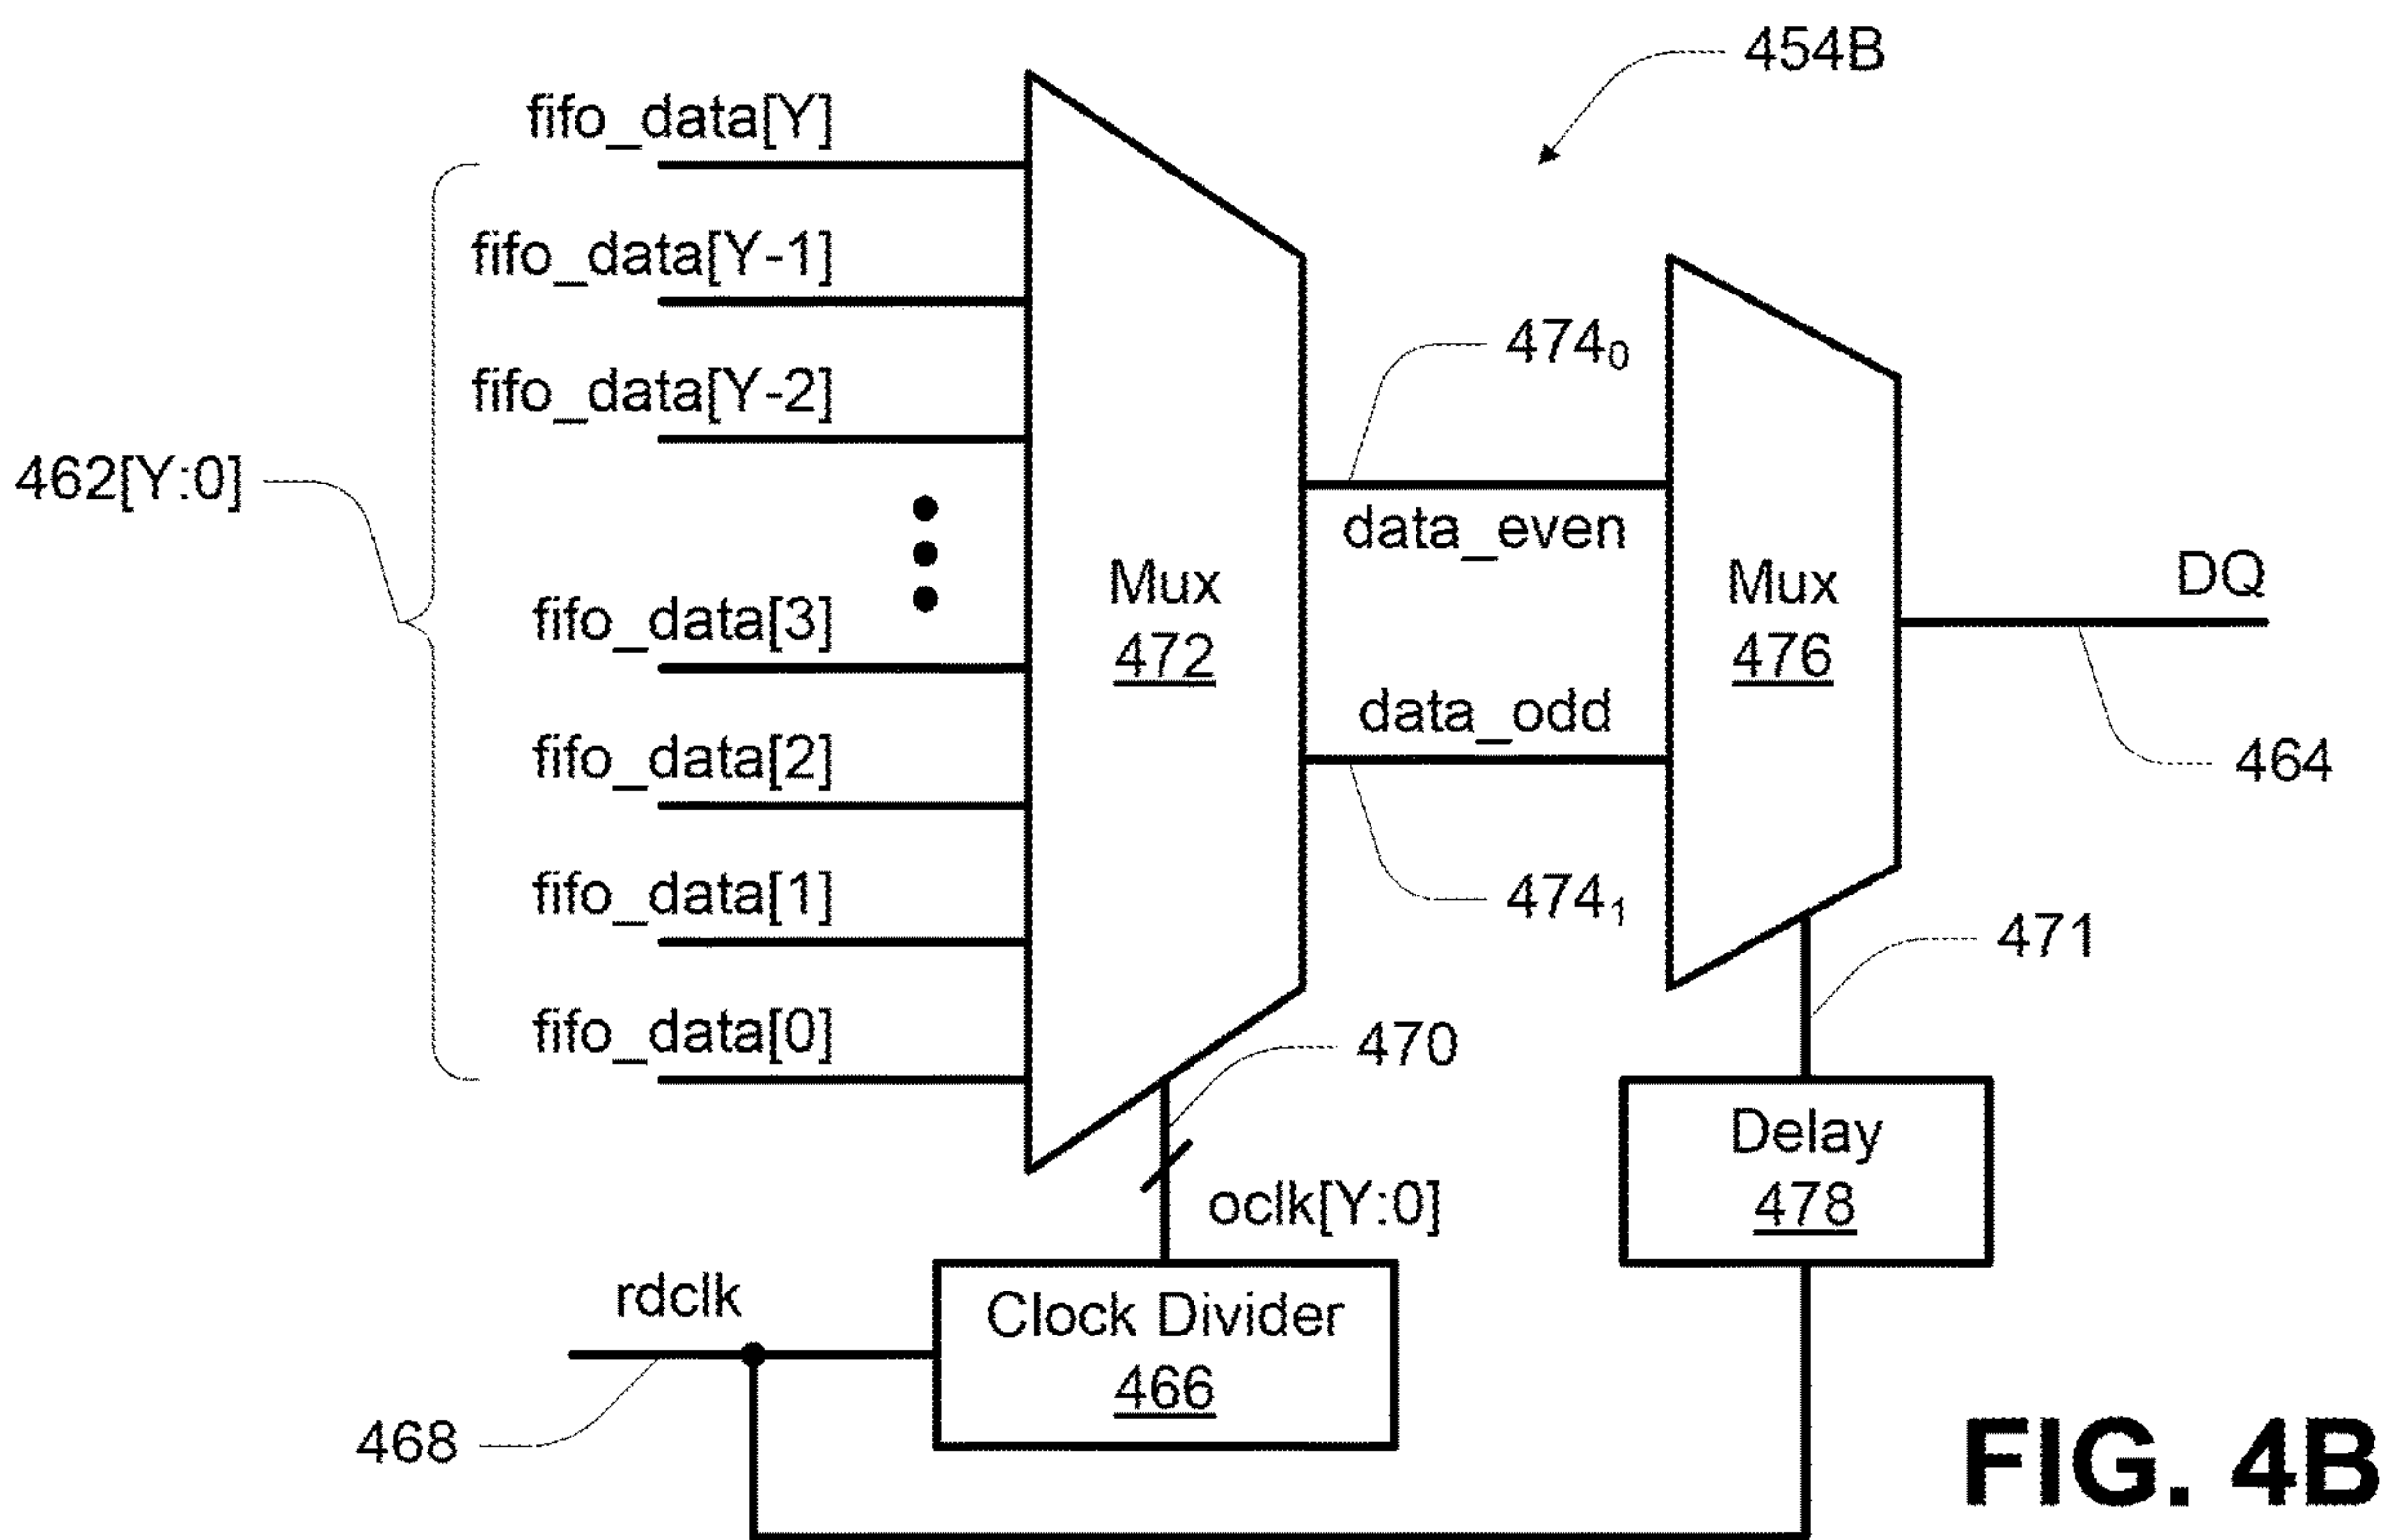 454B
fifo_data[Y]
fifo_data[Y-1]
fifo_data[Y-2]
474₀
462[Y:0]
data_even
DQ
fifo_data[3]
Mux
472
Mux
476
data_odd
fifo_data[2]
464
fifo_data[1]
474₁
471
fifo_data[0]
470
Delay
478
oclk[Y:0]
rdclk
Clock Divider
466
468
FIG. 4B